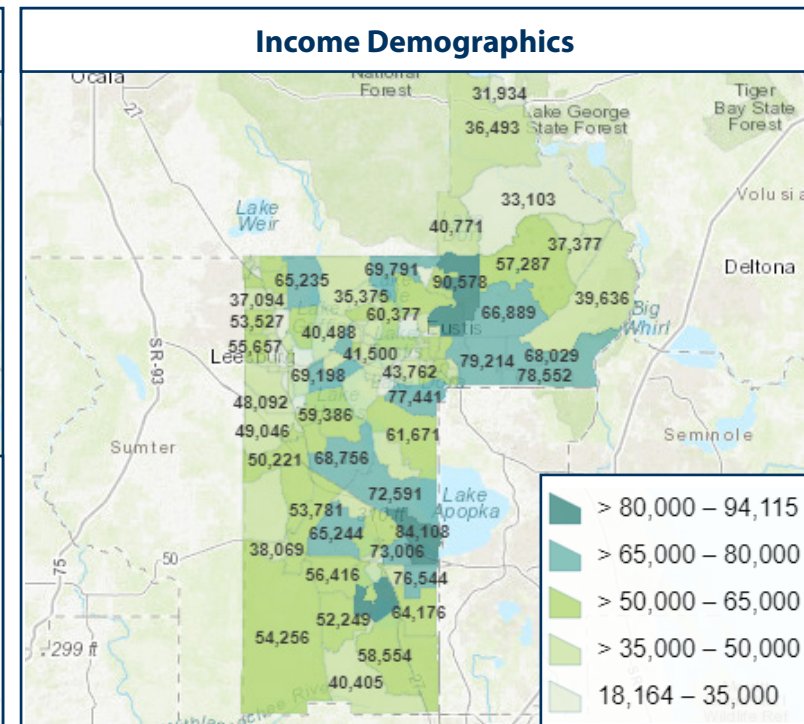 Income Demographics
Ocala
National
Forest
27
31,934
Lake George
State Forest
36,493
Tiger
Bay State
Forest
33,103
Volusia
Lake
Weir
40,771
37,377
57,287
Deltona
69,791
65,235
90,578
35,375
37,094
39,636
60,377
66,889
Big
Whirl
53,527
40,488
Eustis
55,657
Leesburg
41,500
79,214
68,029
SR-93
69,198
43,762
78,552
77,441
48,092
59,386
49,046
61,671
Seminole
Sumter
50,221
68,756
72,591
Lake
Apopka
53,781
310 ft
65,244
84,108
38,069
73,006
50
75
56,416
76,544
52,249
64,176
54,256
299 ft
58,554
40,405
27
> 80,000 – 94,115
> 65,000 – 80,000
> 50,000 – 65,000
> 35,000 – 50,000
18,164 – 35,000